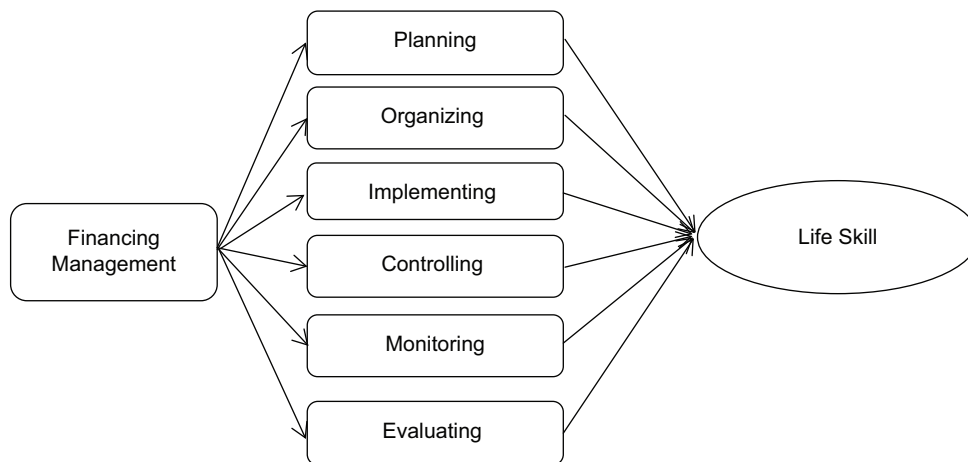 Planning
Organizing
Implementing
Financing
Management
Controlling
Life Skill
Monitoring
Evaluating